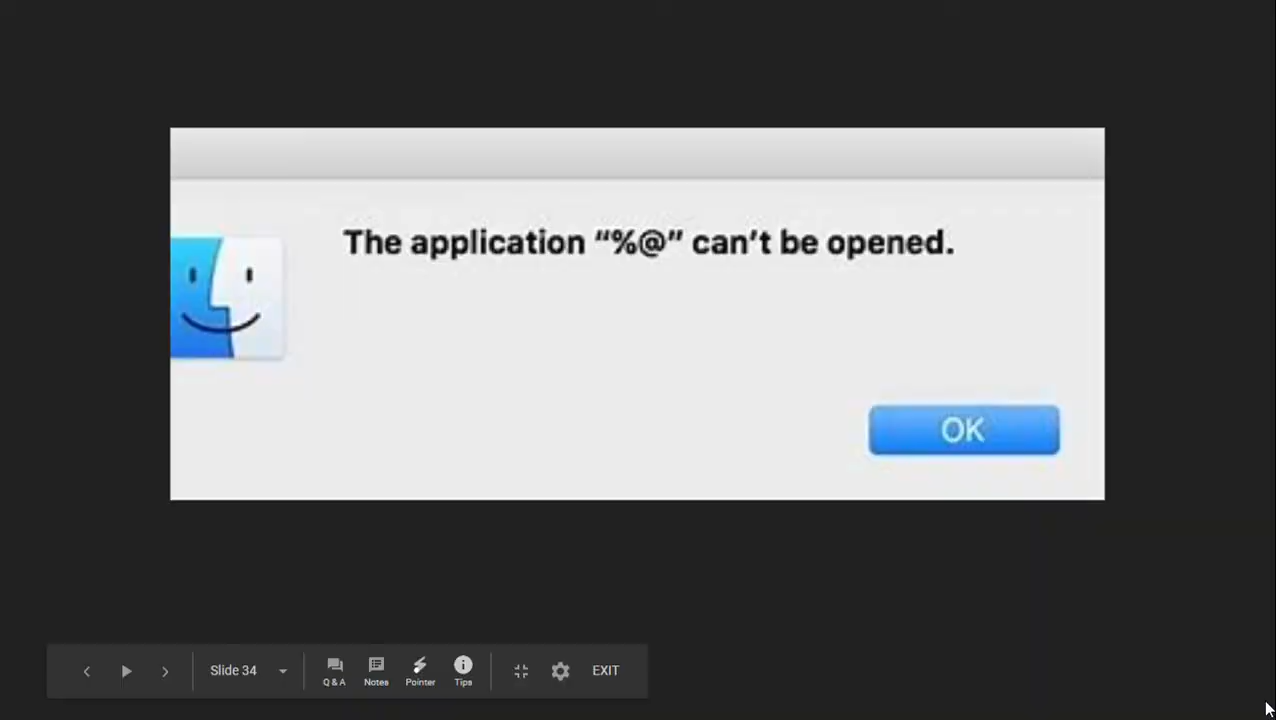 The application “%@” can’t be opened.
OK
Slide 34
Q & A
Notes
Pointer
Tips
EXIT